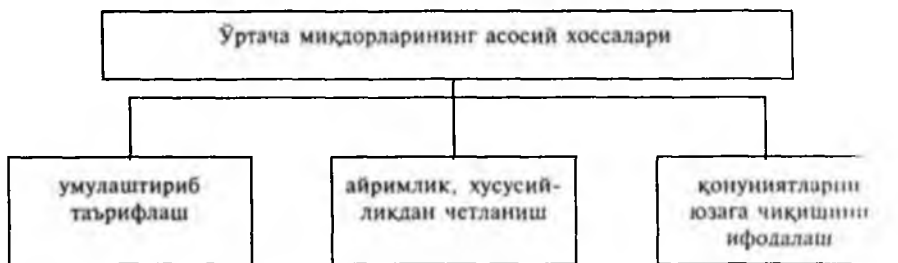 Ўртача миқдорларининг асосий хоссалари
умулаштириб
таърифлаш
айримлик, хусусий-
ликдан четланиш
қонуниятларни
юзага чиқишини
ифодалаш